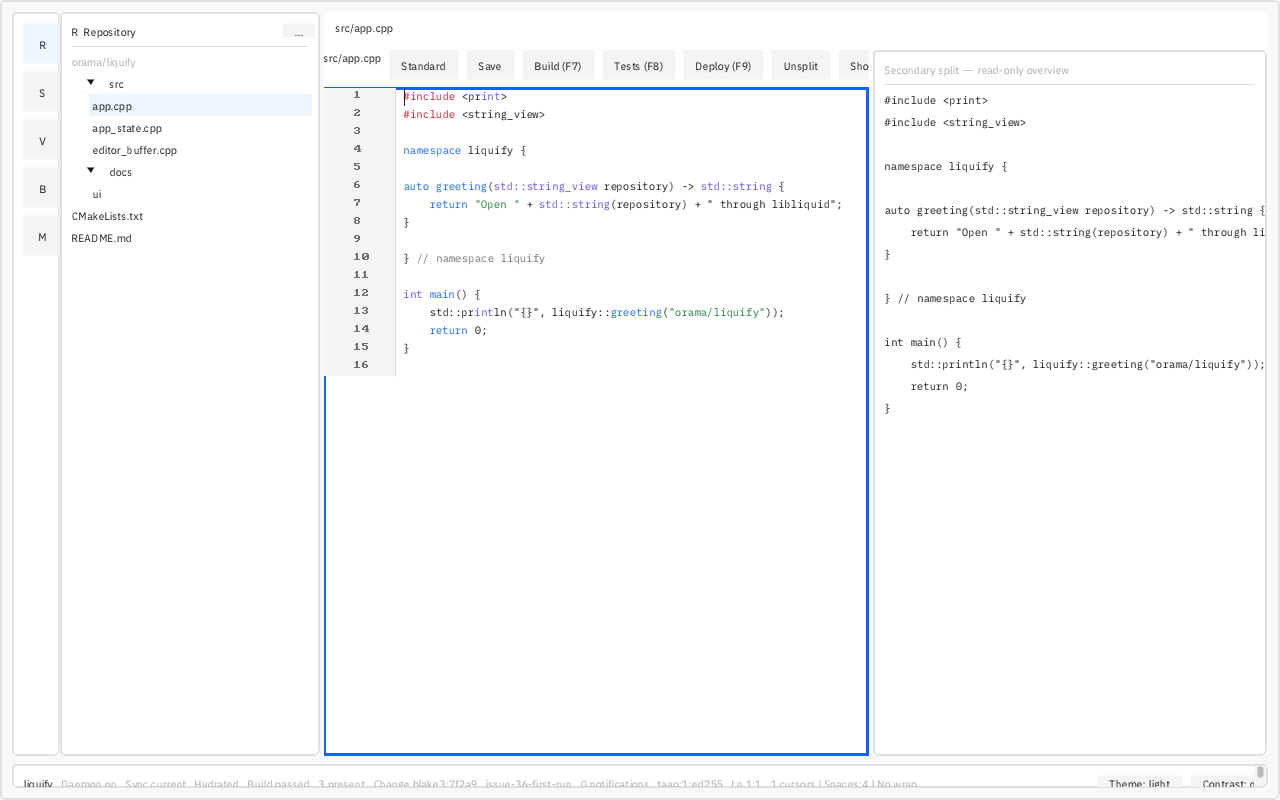 R
S
V
B
M
R Repository
...
orama/liquify
src
app.cpp
app_state.cpp
editor_buffer.cpp
docs
ui
CMakeLists.txt
README.md
src/app.cpp
src/app.cpp Standard Save Build (F7) Tests (F8) Deploy (F9) Unsplit Sho
1 #include <print>
2 #include <string_view>
3
4 namespace liquify {
5
6 auto greeting(std::string_view repository) -> std::string {
7     return "Open " + std::string(repository) + " through libliquid";
8 }
9
10 } // namespace liquify
11
12 int main() {
13     std::println("{}", liquify::greeting("orama/liquify"));
14     return 0;
15 }
16
Secondary split — read-only overview
#include <print>
#include <string_view>
namespace liquify {
auto greeting(std::string_view repository) -> std::string {
    return "Open " + std::string(repository) + " through li
}
} // namespace liquify
int main() {
    std::println("{}", liquify::greeting("orama/liquify"));
    return 0;
}
liquify Daemon on Sync current Hydrated Build passed 3 present Change blake3:7f2a9 issue-36-first-run 0 notifications taap:1:ed255 Ln 1:1 1 cursors | Spaces:4 | No wrap Theme: light Contrast: